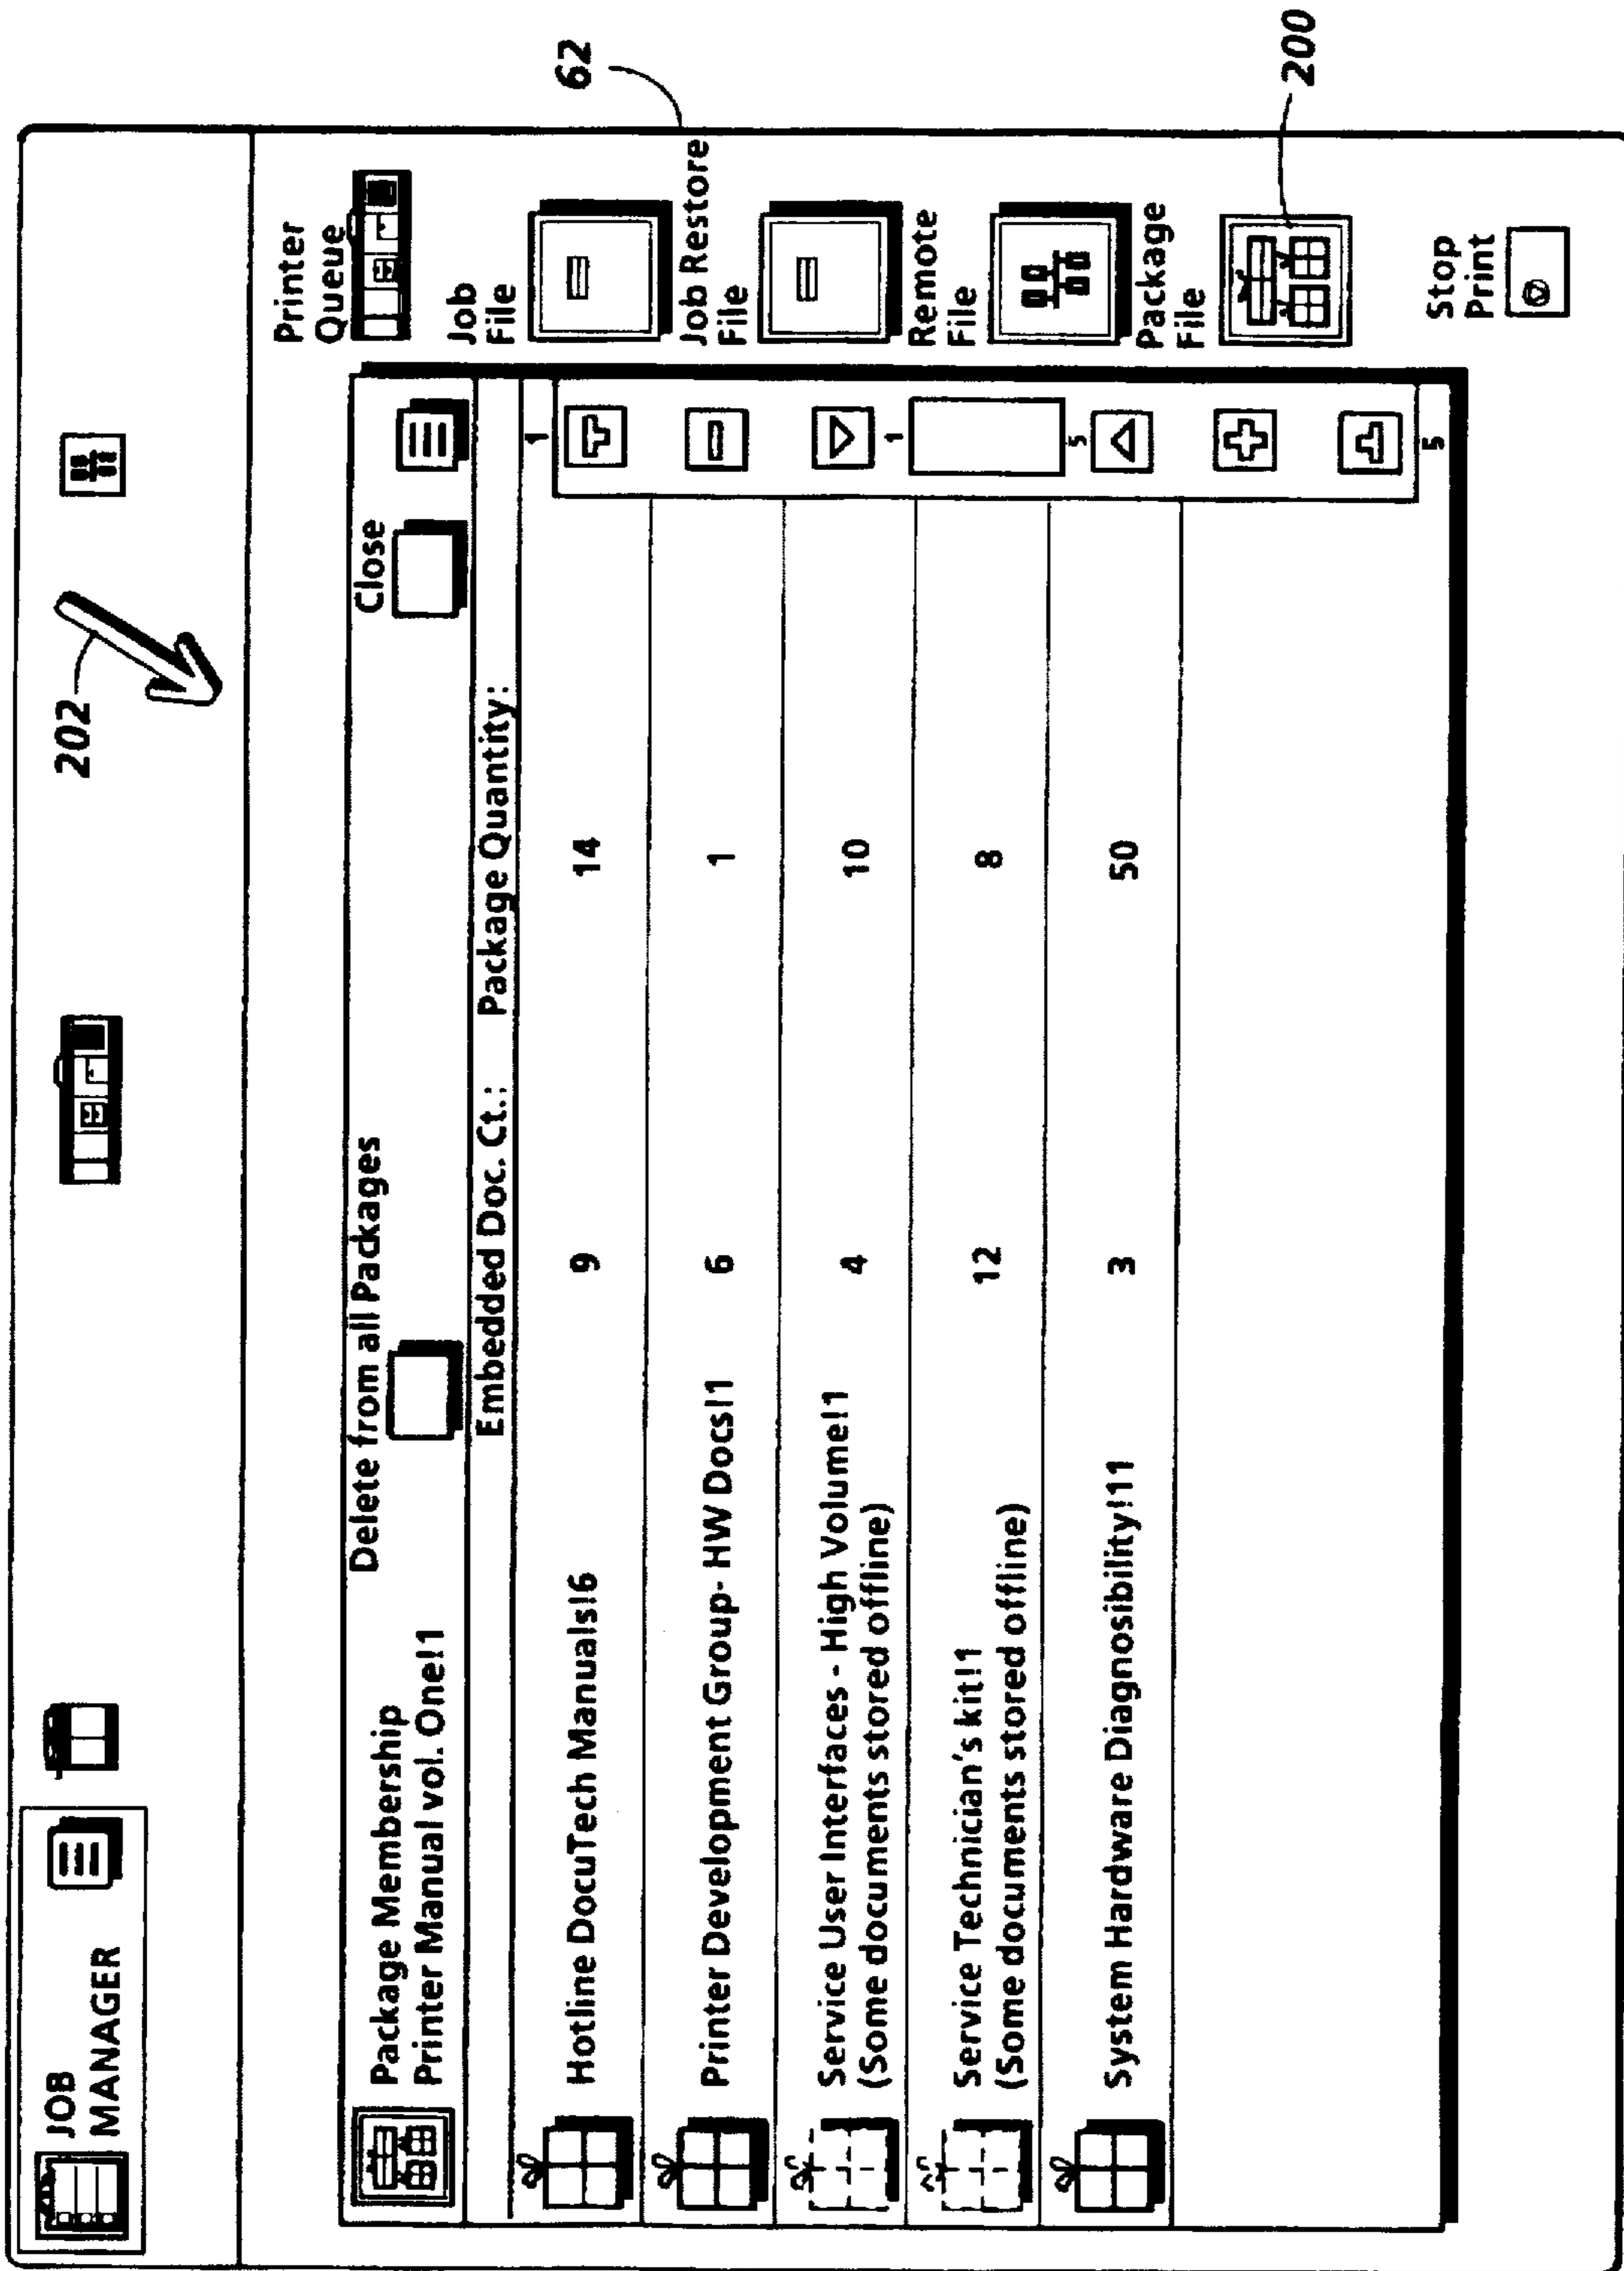 202
62
JOB
MANAGER
Package Membership
Printer Manual vol. One!1
Delete from all Packages
Close
Embedded Doc. Ct.: Package Quantity:
Hotline DocuTech Manuals!6 9 14
Printer Development Group- HW Docs!1 6 1
Service User Interfaces - High Volume!1 4 10
(Some documents stored offline)
Service Technician's kit!1 12 8
(Some documents stored offline)
System Hardware Diagnosibility!11 3 50
1
1
5
5
Printer
Queue
Job
File
Job Restore
File
Remote
File
Package
File
200
Stop
Print